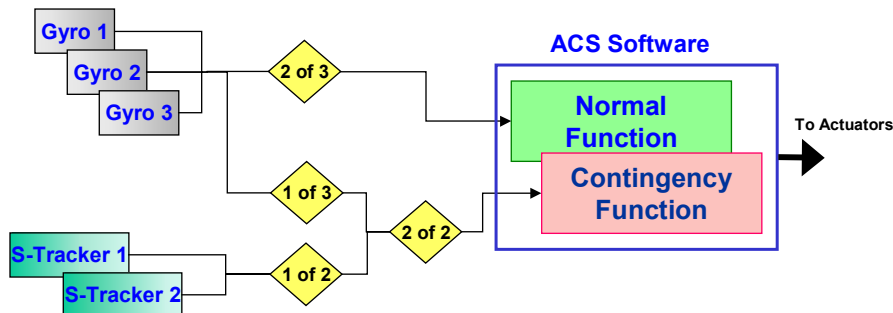 Gyro 1
Gyro 2
Gyro 3
2 of 3
ACS Software
Normal
Function
To Actuators
1 of 3
Contingency
Function
2 of 2
S-Tracker 1
S-Tracker 2
1 of 2